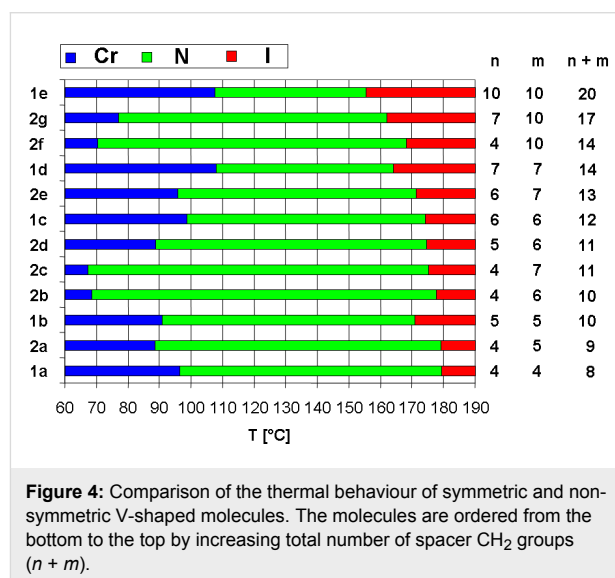 Cr N I n m n + m
1e 10 10 20
2g 7 10 17
2f 4 10 14
1d 7 7 14
2e 6 7 13
1c 6 6 12
2d 5 6 11
2c 4 7 11
2b 4 6 10
1b 5 5 10
2a 4 5 9
1a 4 4 8
60 70 80 90 100 110 120 130 140 150 160 170 180 190
T [°C]
Figure 4: Comparison of the thermal behaviour of symmetric and non-
symmetric V-shaped molecules. The molecules are ordered from the
bottom to the top by increasing total number of spacer CH₂ groups
(n + m).